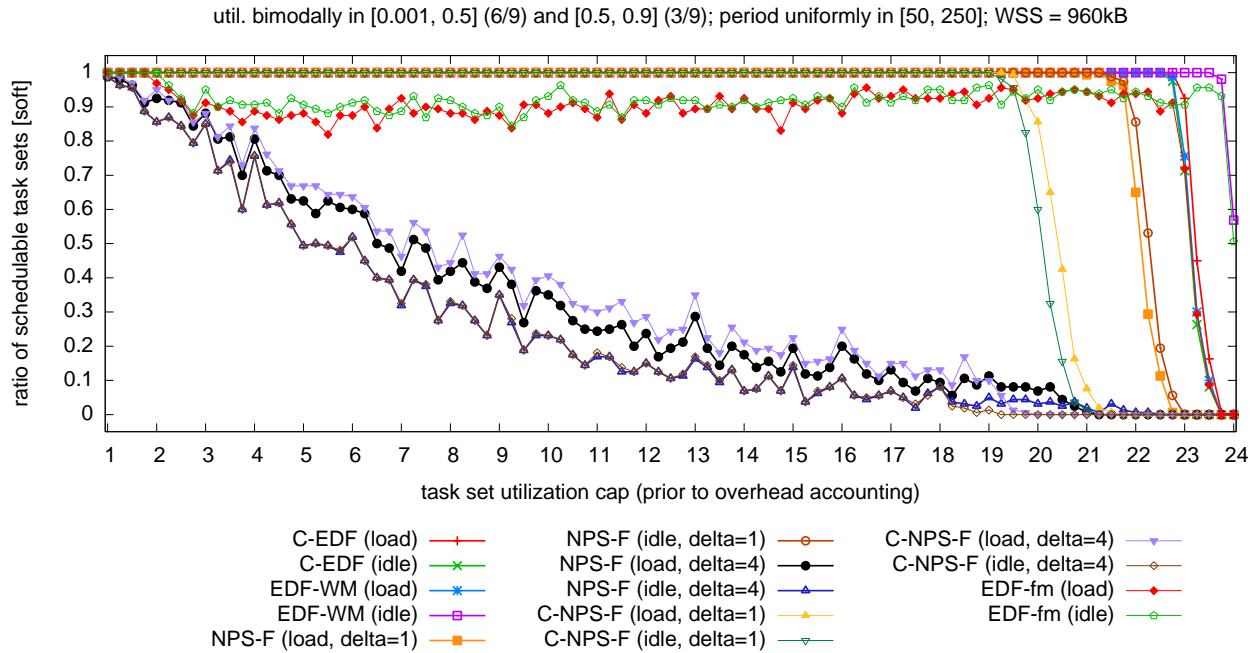 util. bimodally in [0.001, 0.5] (6/9) and [0.5, 0.9] (3/9); period uniformly in [50, 250]; WSS = 960kB
ratio of schedulable task sets [soft]
1
0.9
0.8
0.7
0.6
0.5
0.4
0.3
0.2
0.1
0
1 2 3 4 5 6 7 8 9 10 11 12 13 14 15 16 17 18 19 20 21 22 23 24
task set utilization cap (prior to overhead accounting)
C-EDF (load)
C-EDF (idle)
EDF-WM (load)
EDF-WM (idle)
NPS-F (load, delta=1)
NPS-F (idle, delta=1)
NPS-F (load, delta=4)
NPS-F (idle, delta=4)
C-NPS-F (load, delta=1)
C-NPS-F (idle, delta=1)
C-NPS-F (load, delta=4)
C-NPS-F (idle, delta=4)
EDF-fm (load)
EDF-fm (idle)